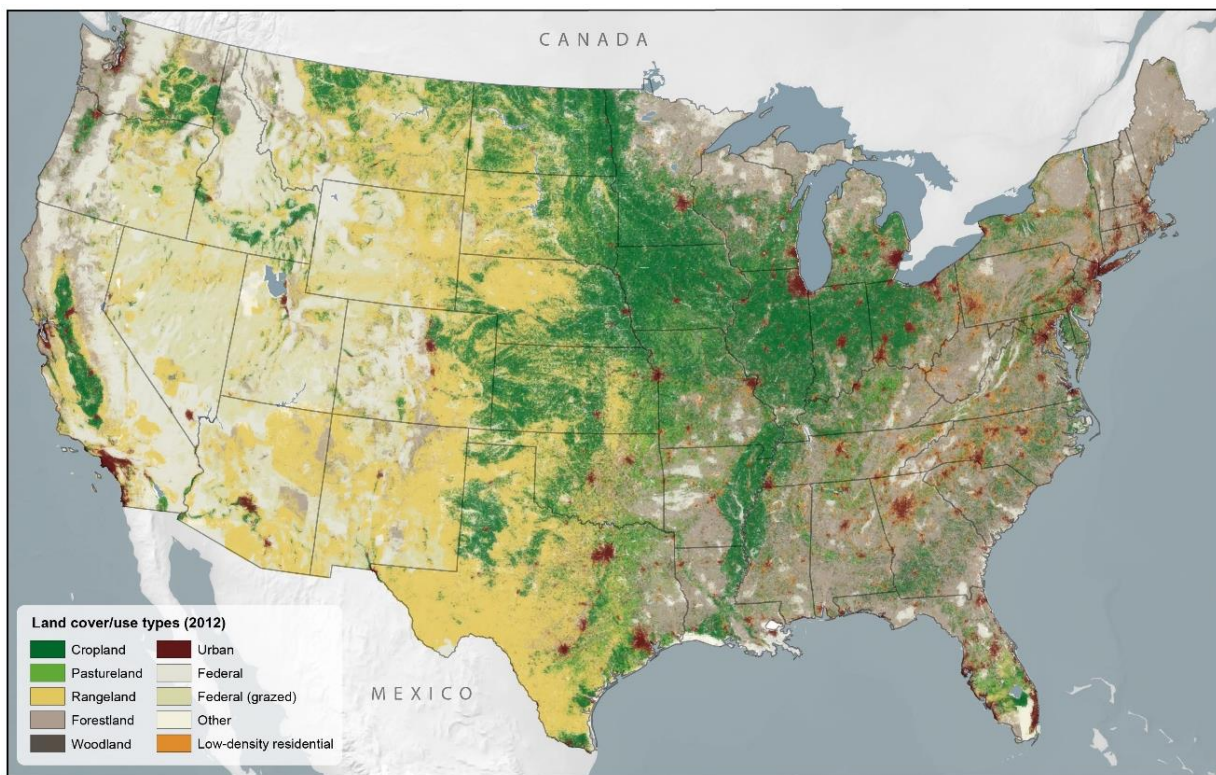 CANADA
MEXICO
Land cover/use types (2012)
Cropland
Pastureland
Rangeland
Forestland
Woodland
Urban
Federal
Federal (grazed)
Other
Low-density residential